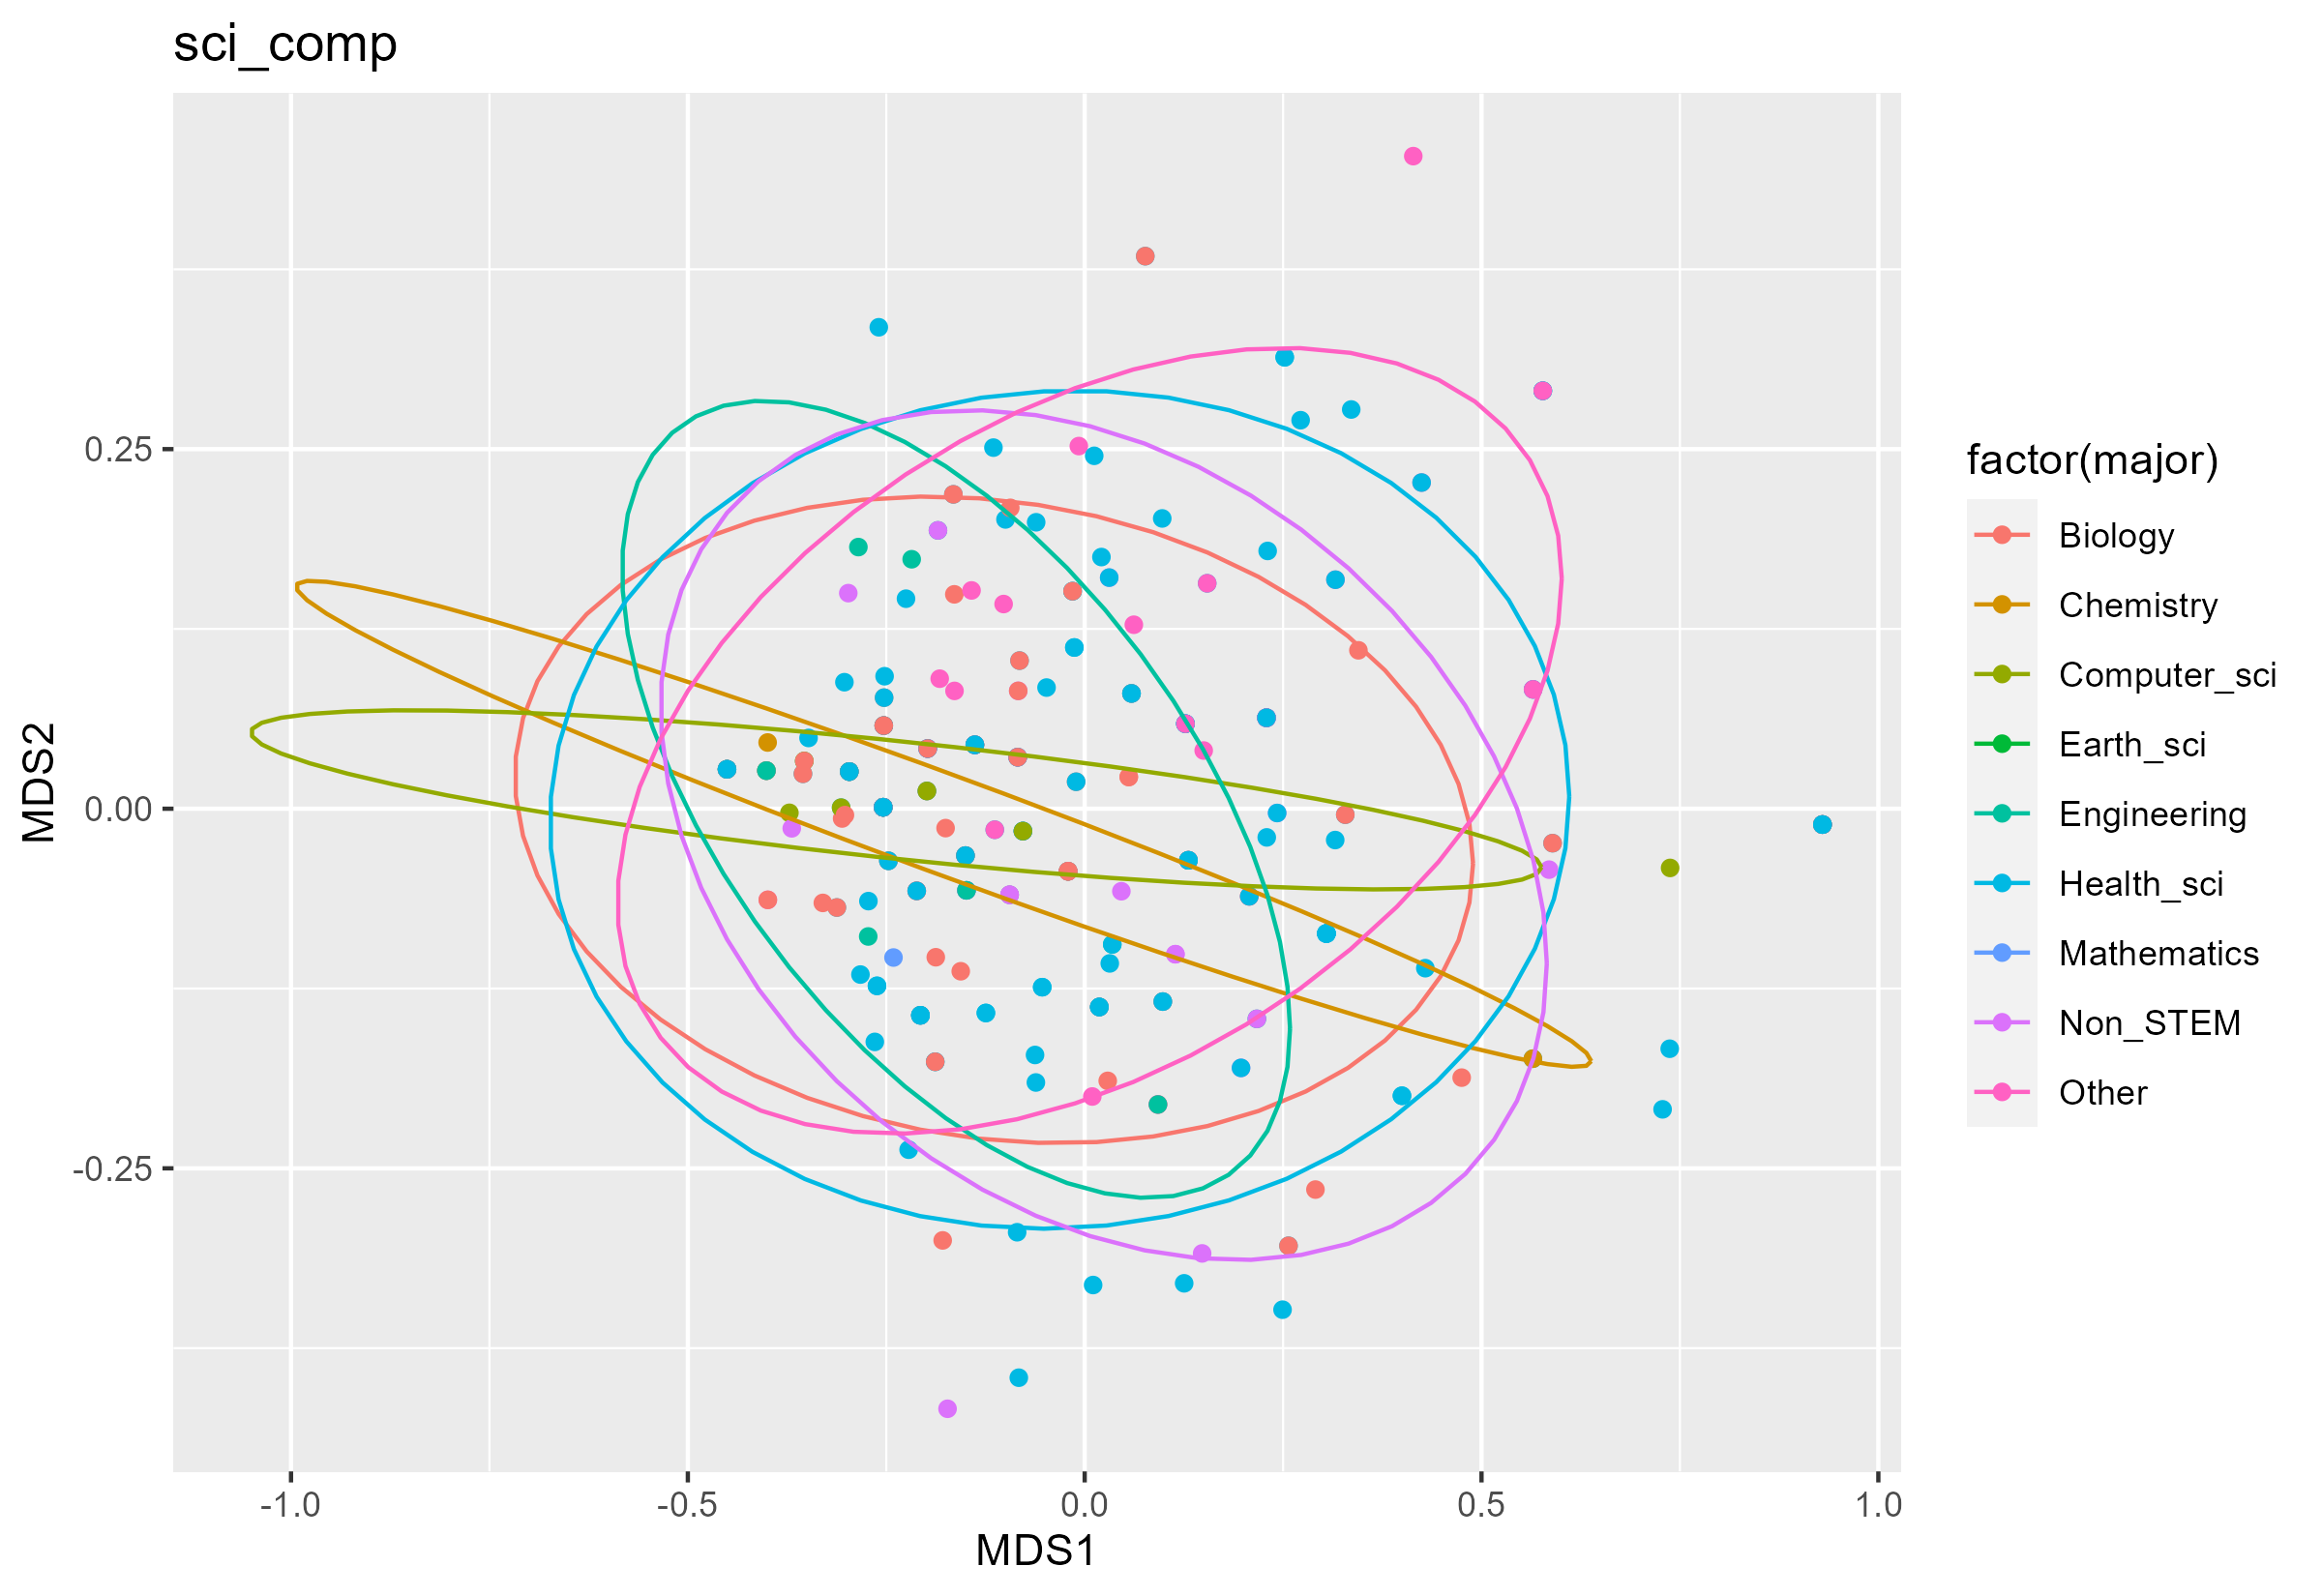 sci_comp
MDS2
0.25
0.00
-0.25
-1.0 -0.5 0.0 0.5 1.0
MDS1
factor(major)
Biology
Chemistry
Computer_sci
Earth_sci
Engineering
Health_sci
Mathematics
Non_STEM
Other